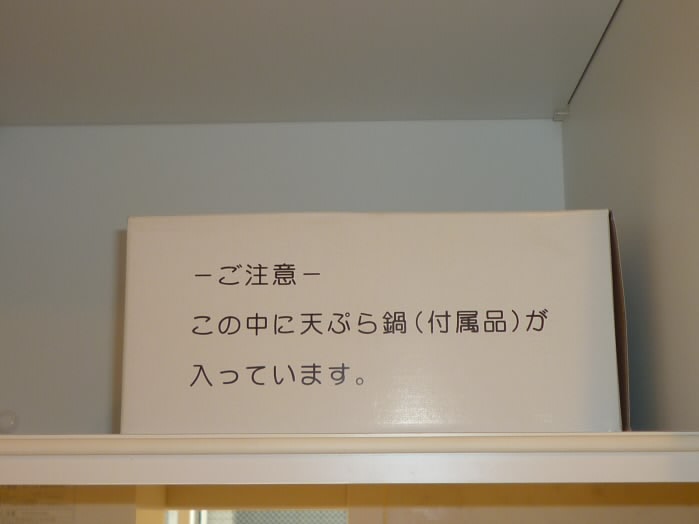 －ご注意－
この中に天ぷら鍋(付属品)が
入っています。